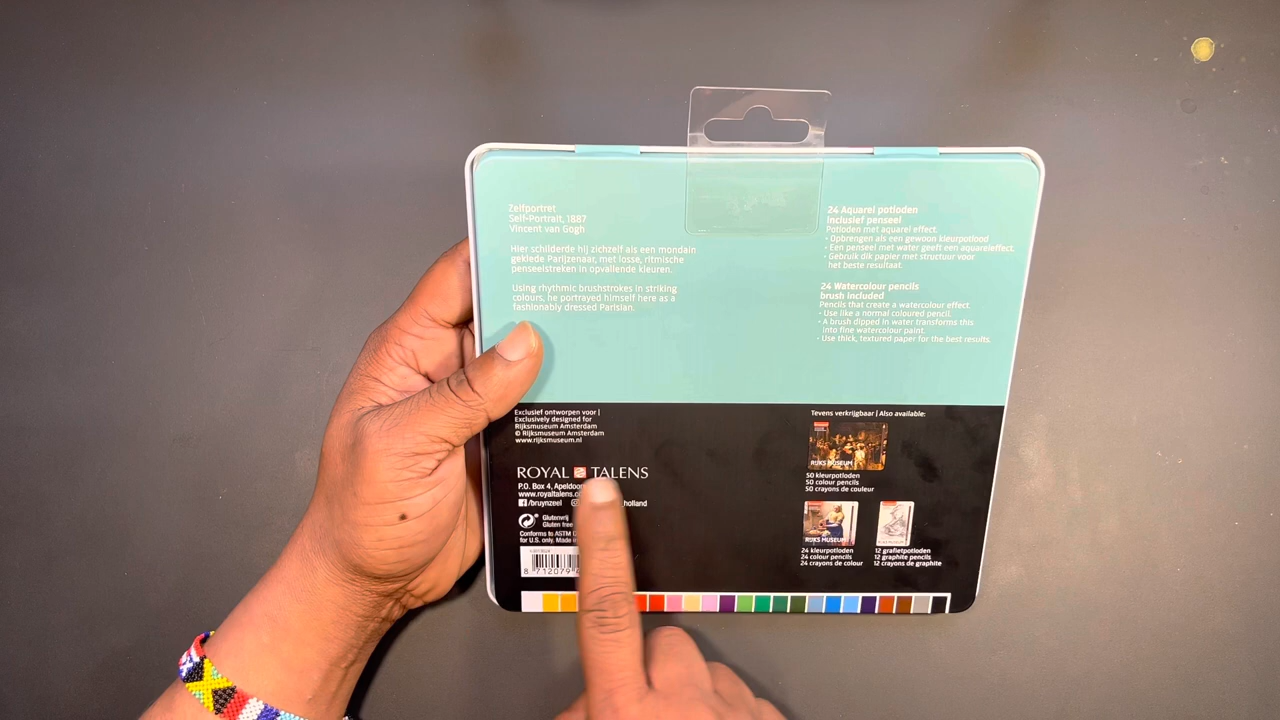 Zelfportret
Self-Portrait, 1887
Vincent van Gogh
Hier schilderde hij zichzelf als een mondain
geklede Parijzenaar, met losse, ritmische
penseelstreken in opvallende kleuren.
Using rhythmic brushstrokes in striking
colours, he portrayed himself here as a
fashionably dressed Parisian.
24 Aquarel potloden
inclusief penseel
Potloden met aquarel effect.
• Opbrengen als een gewoon kleurpotlood
• Een penseel met water geeft een aquareleffect.
• Gebruik dik papier met structuur voor
het beste resultaat.
24 Watercolour pencils
brush included
Pencils that create a watercolour effect.
• Use like a normal coloured pencil.
• A brush dipped in water transforms this
into fine watercolour paint.
• Use thick, textured paper for the best results.
Exclusief ontworpen voor |
Exclusively designed for
Rijksmuseum Amsterdam
© Rijksmuseum Amsterdam
www.rijksmuseum.nl
ROYAL TALENS
P.O. Box 4,
www.royaltalens.
/bruynzeel
holland
Glutenvrij
Gluten free
Conforms to ASTM
for U.S. only. Made
8 712079
Tevens verkrijgbaar | Also available:
RIJKS MUSEUM
50 kleurpotloden
50 colour pencils
50 crayons de couleur
RIJKS MUSEUM
24 kleurpotloden
24 colour pencils
24 crayons de couleur
RIJKS MUSEUM
12 grafietpotloden
12 graphite pencils
12 crayons de graphite